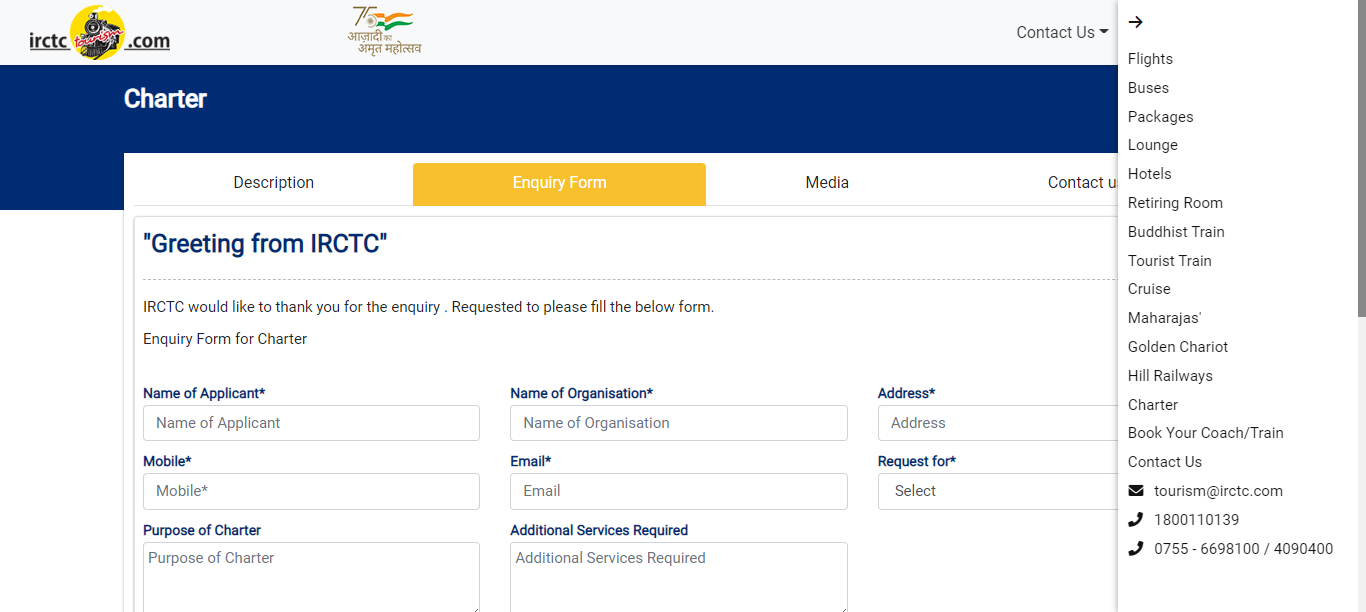 irctc tourism .com
75
आज़ादी का
अमृत महोत्सव
Contact Us
Charter
Description
Enquiry Form
Media
Contact u
"Greeting from IRCTC"
IRCTC would like to thank you for the enquiry . Requested to please fill the below form.
Enquiry Form for Charter
Name of Applicant*
Name of Organisation*
Address*
Name of Applicant
Name of Organisation
Address
Mobile*
Email*
Request for*
Mobile*
Email
Select
Purpose of Charter
Additional Services Required
Purpose of Charter
Additional Services Required
Flights
Buses
Packages
Lounge
Hotels
Retiring Room
Buddhist Train
Tourist Train
Cruise
Maharajas'
Golden Chariot
Hill Railways
Charter
Book Your Coach/Train
Contact Us
tourism@irctc.com
1800110139
0755 - 6698100 / 4090400